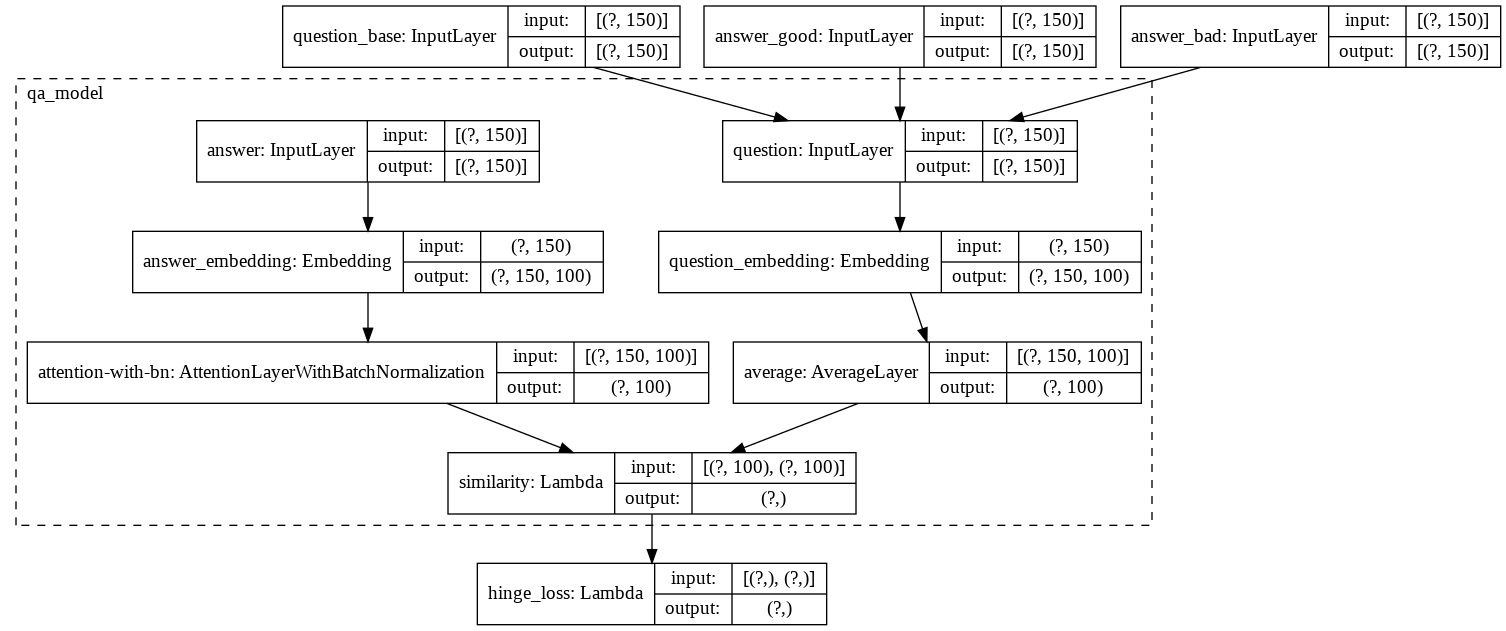 question_base: InputLayer input: [(?, 150)] output: [(?, 150)]
answer_good: InputLayer input: [(?, 150)] output: [(?, 150)]
answer_bad: InputLayer input: [(?, 150)] output: [(?, 150)]
qa_model
answer: InputLayer input: [(?, 150)] output: [(?, 150)]
question: InputLayer input: [(?, 150)] output: [(?, 150)]
answer_embedding: Embedding input: (?, 150) output: (?, 150, 100)
question_embedding: Embedding input: (?, 150) output: (?, 150, 100)
attention-with-bn: AttentionLayerWithBatchNormalization input: [(?, 150, 100)] output: (?, 100)
average: AverageLayer input: [(?, 150, 100)] output: (?, 100)
similarity: Lambda input: [(?, 100), (?, 100)] output: (?,)
hinge_loss: Lambda input: [(?,), (?,)] output: (?,)